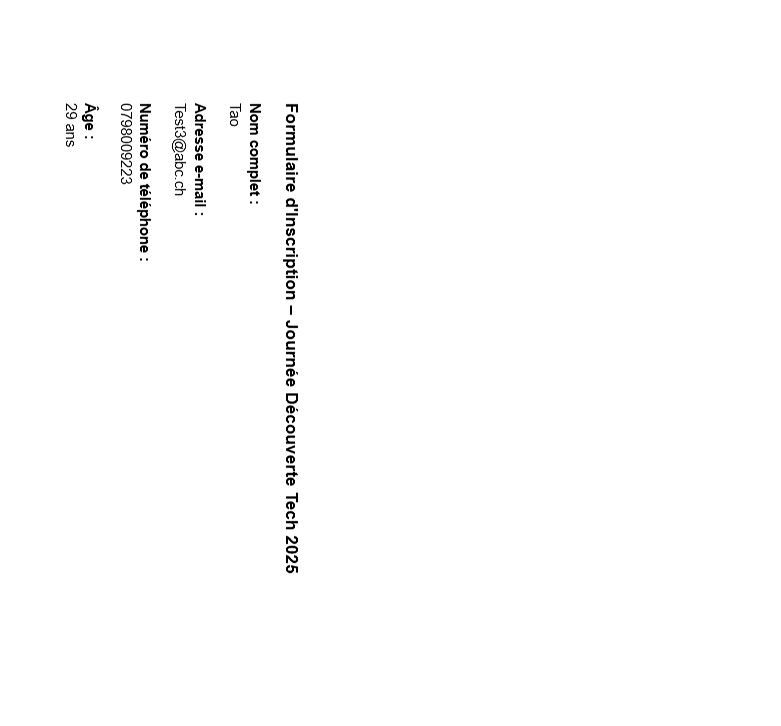 Formulaire d'Inscription – Journée Découverte Tech 2025
Nom complet :
Tao
Adresse e-mail :
Test3@abc.ch
Numéro de téléphone :
0798009223
Âge :
29 ans